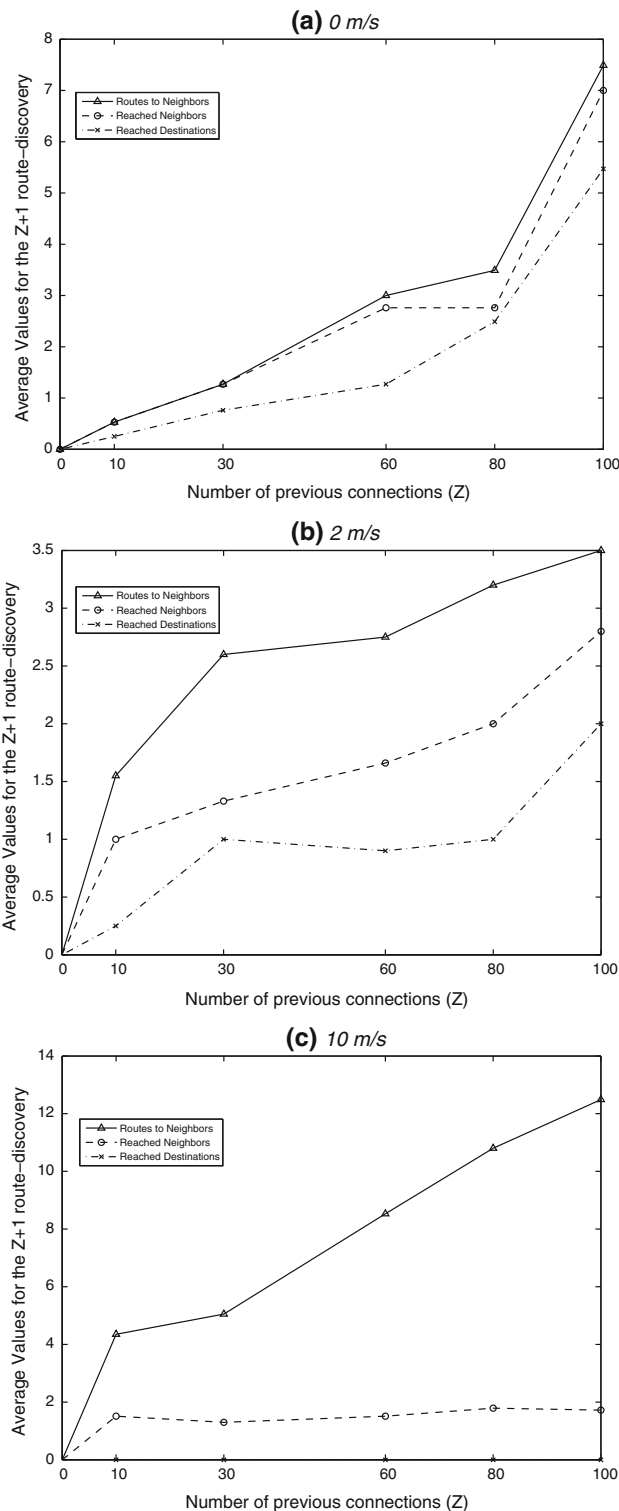 (a) 0 m/s
8
7
6
5
4
3
2
1
0
Average Values for the Z+1 route−discovery
Routes to Neighbors
Reached Neighbors
Reached Destinations
0 10 30 60 80 100
Number of previous connections (Z)
(b) 2 m/s
3.5
3
2.5
2
1.5
1
0.5
0
Average Values for the Z+1 route−discovery
Routes to Neighbors
Reached Neighbors
Reached Destinations
0 10 30 60 80 100
Number of previous connections (Z)
(c) 10 m/s
14
12
10
8
6
4
2
0
Average Values for the Z+1 route−discovery
Routes to Neighbors
Reached Neighbors
Reached Destinations
0 10 30 60 80 100
Number of previous connections (Z)